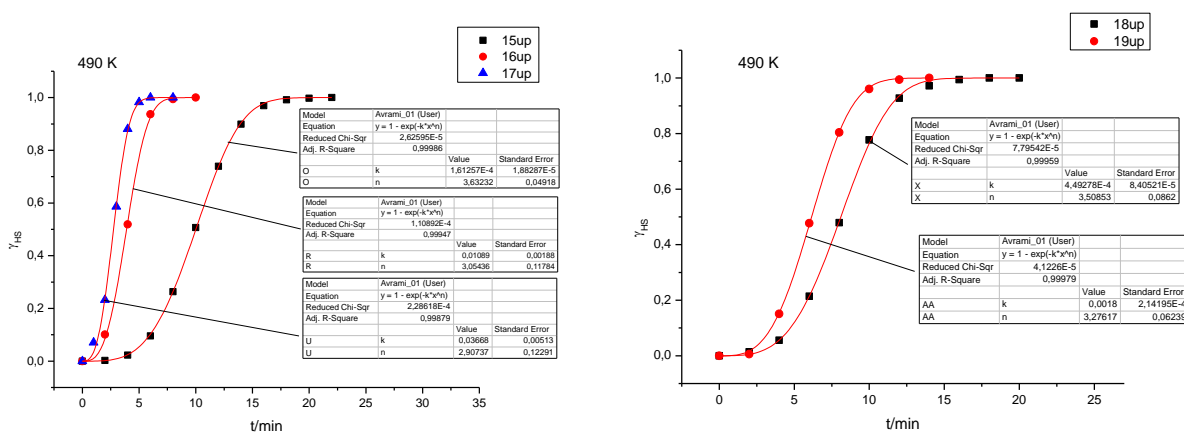 490 K
15up
16up
17up
1,0
0,8
0,6
0,4
0,2
0,0
γHS
0 5 10 15 20 25 30 35
t/min
Model Avrami_01 (User)
Equation y = 1 - exp(-k*x^n)
Reduced Chi-Sqr 2,62595E-5
Adj. R-Square 0,99986
Value Standard Error
O k 1,61257E-4 1,88287E-5
O n 3,63232 0,04918
Model Avrami_01 (User)
Equation y = 1 - exp(-k*x^n)
Reduced Chi-Sqr 1,10892E-4
Adj. R-Square 0,99947
Value Standard Error
R k 0,01089 0,00188
R n 3,05436 0,11784
Model Avrami_01 (User)
Equation y = 1 - exp(-k*x^n)
Reduced Chi-Sqr 2,28618E-4
Adj. R-Square 0,99879
Value Standard Error
U k 0,03668 0,00513
U n 2,90737 0,12291
490 K
18up
19up
1,0
0,8
0,6
0,4
0,2
0,0
γHS
0 5 10 15 20 25
t/min
Model Avrami_01 (User)
Equation y = 1 - exp(-k*x^n)
Reduced Chi-Sqr 7,79542E-5
Adj. R-Square 0,99959
Value Standard Error
X k 4,49278E-4 8,40521E-5
X n 3,50853 0,0862
Model Avrami_01 (User)
Equation y = 1 - exp(-k*x^n)
Reduced Chi-Sqr 4,1226E-5
Adj. R-Square 0,99979
Value Standard Error
AA k 0,0018 2,14195E-4
AA n 3,27617 0,06239